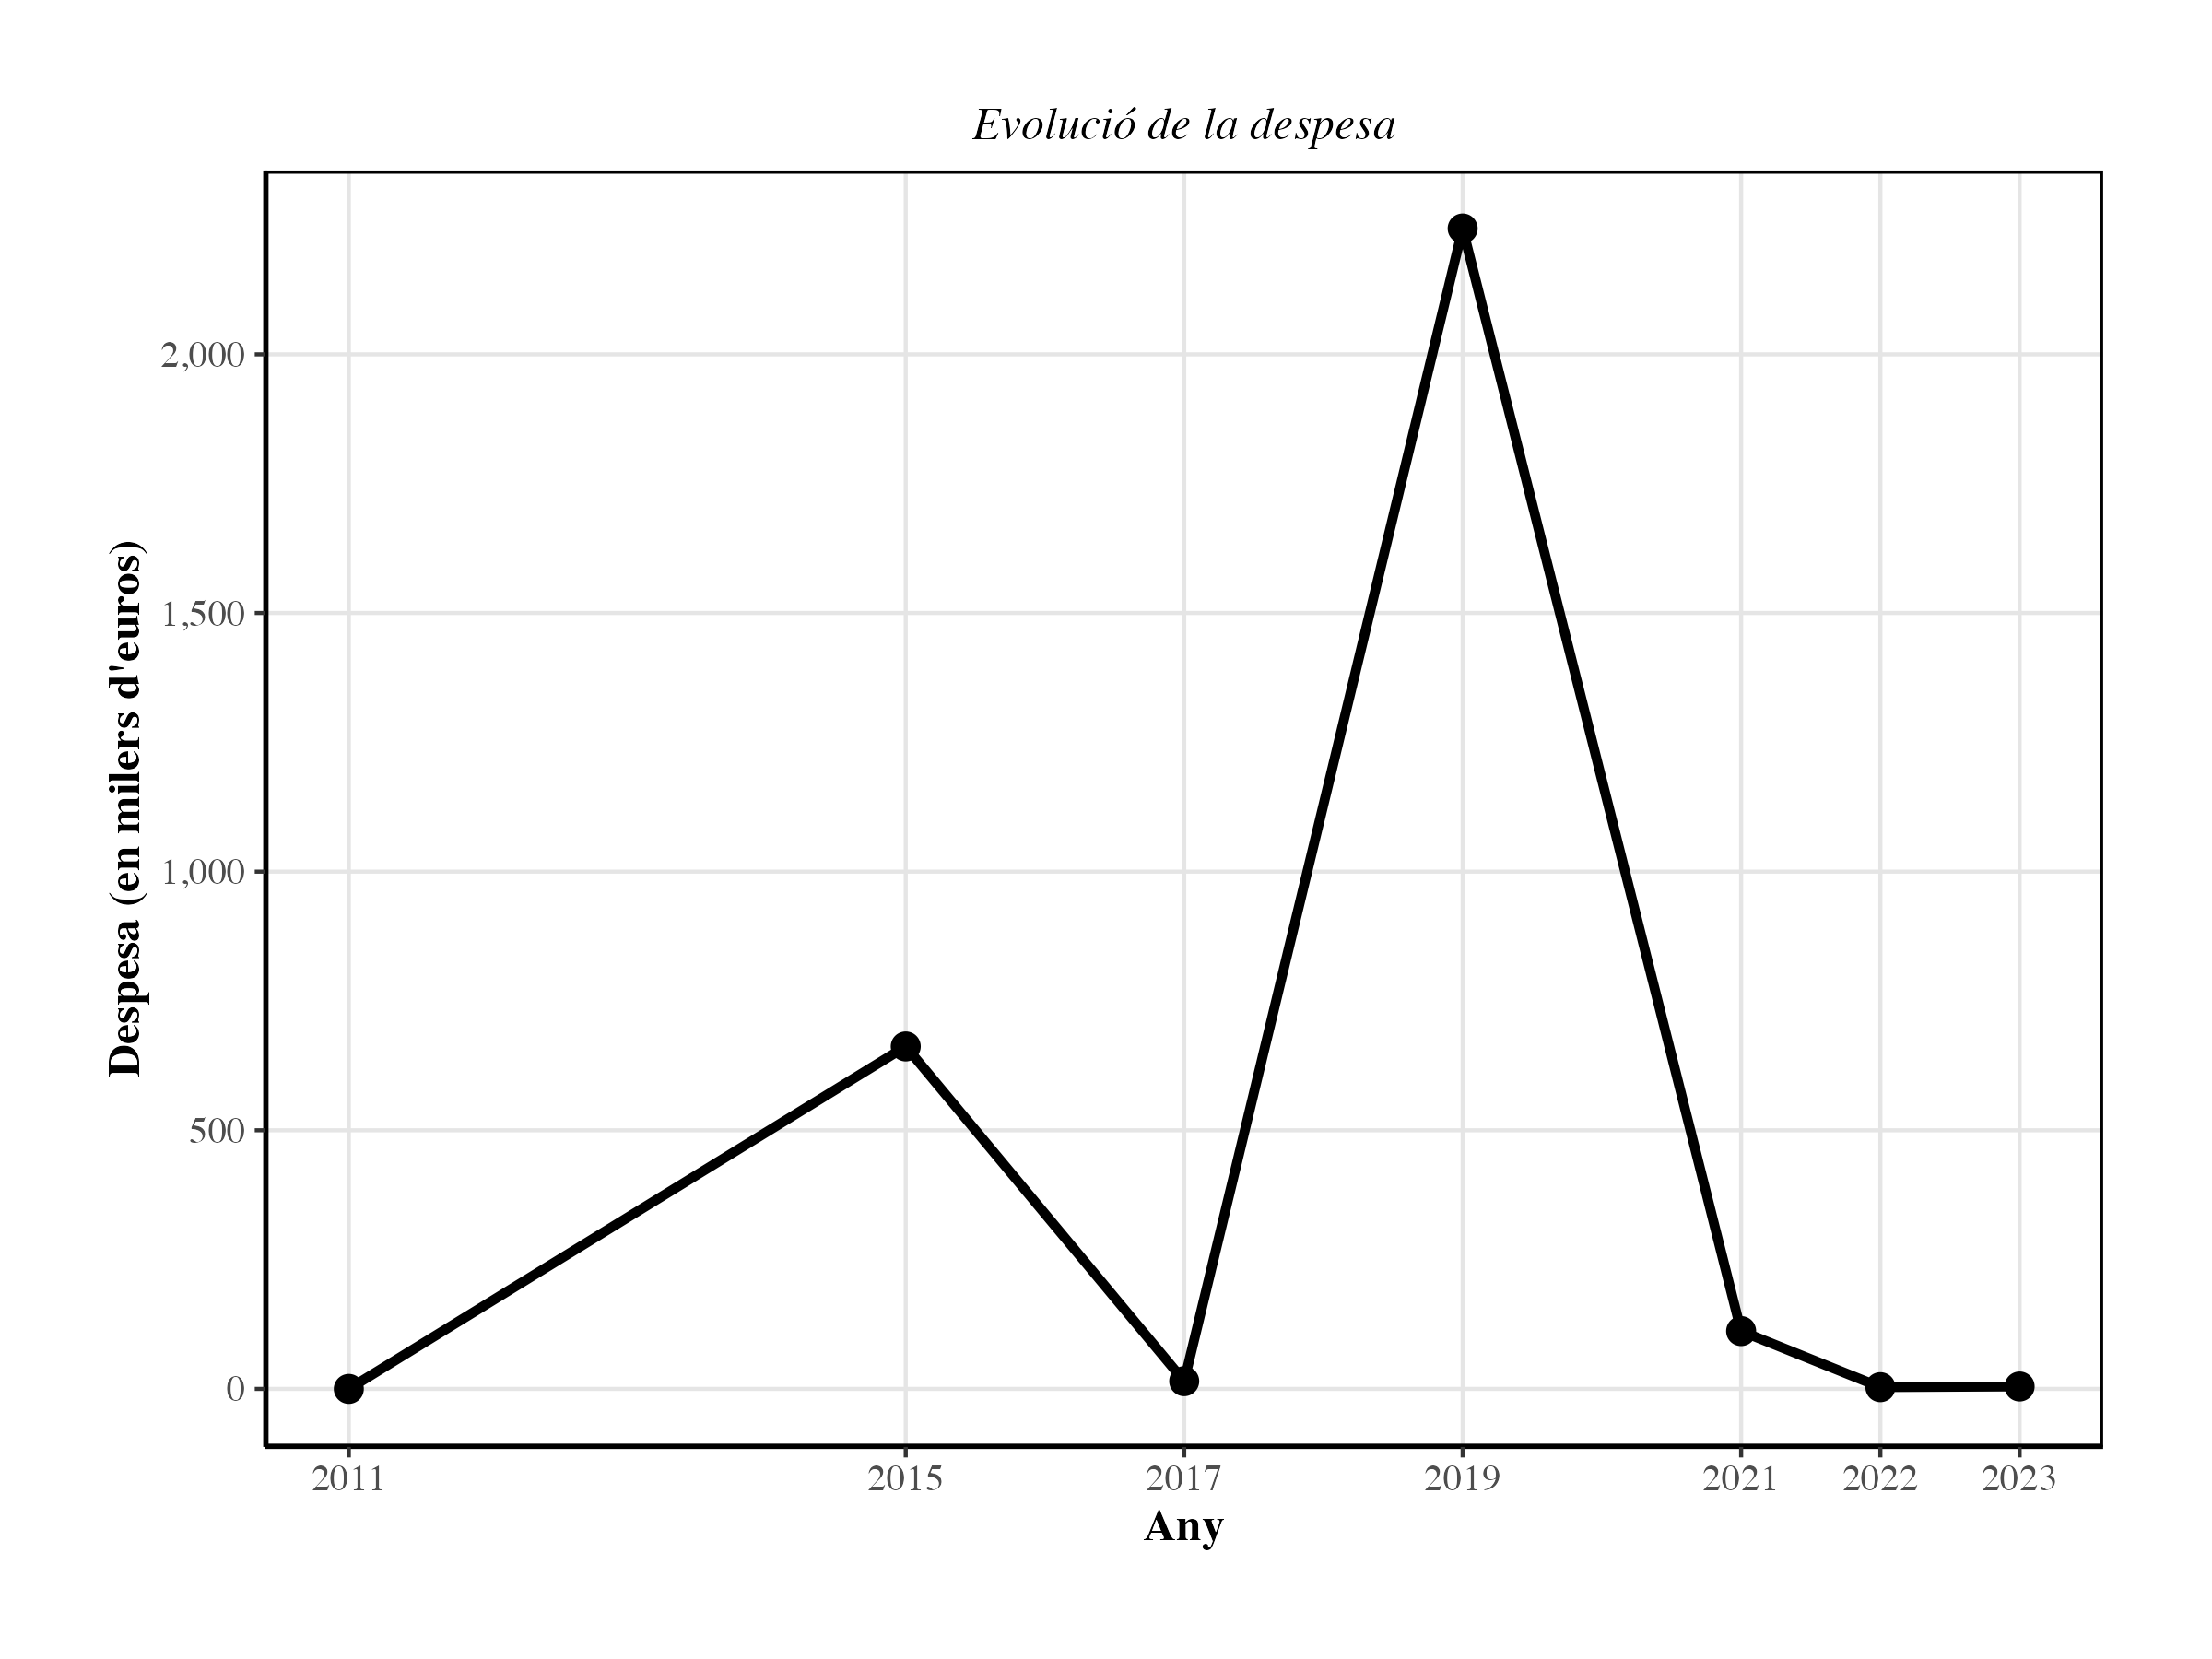 Evolució de la despesa
Despesa (en milers d'euros)
2,000
1,500
1,000
500
0
2011 2015 2017 2019 2021 2022 2023
Any